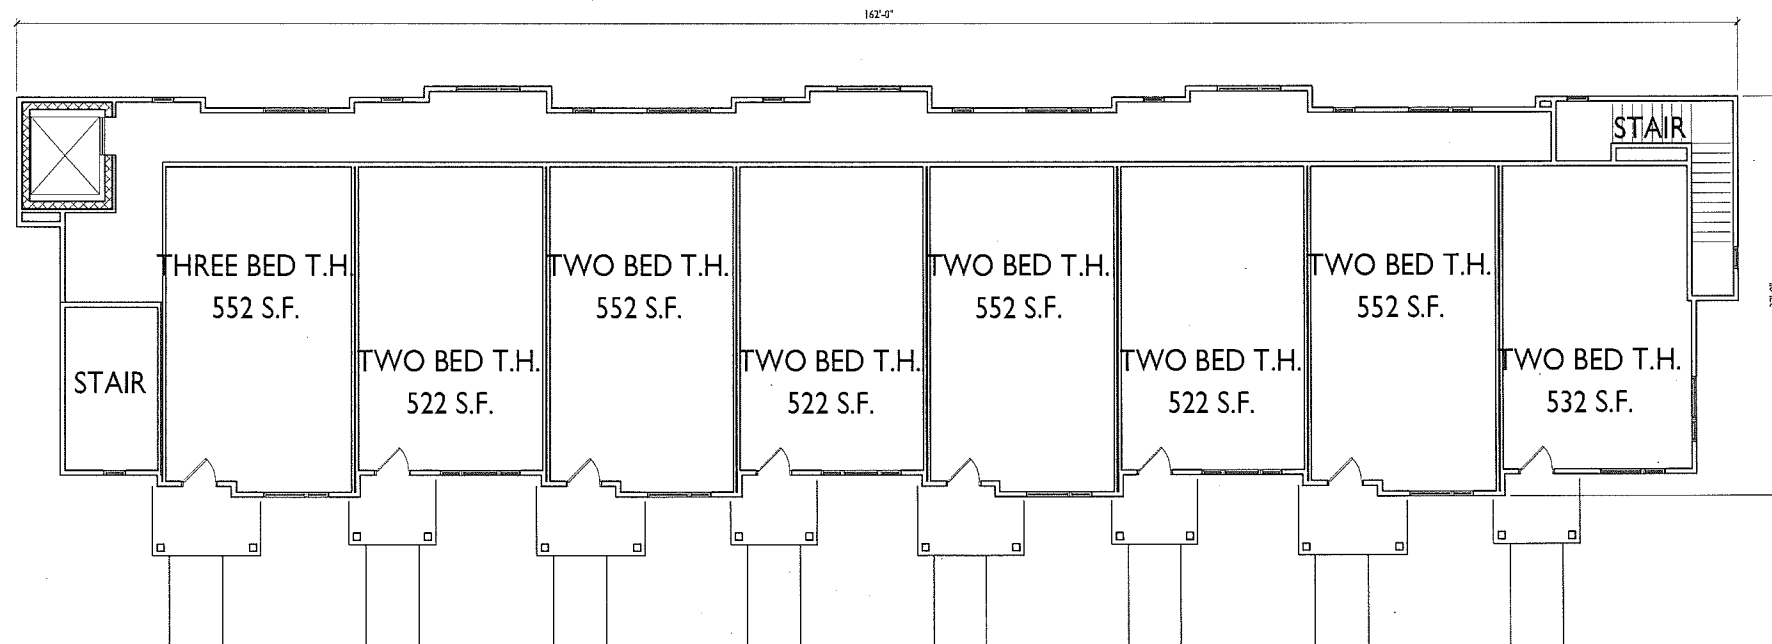 162'-0"
STAIR
THREE BED T.H.
552 S.F.
TWO BED T.H.
552 S.F.
TWO BED T.H.
552 S.F.
TWO BED T.H.
552 S.F.
STAIR
TWO BED T.H.
522 S.F.
TWO BED T.H.
522 S.F.
TWO BED T.H.
522 S.F.
TWO BED T.H.
532 S.F.